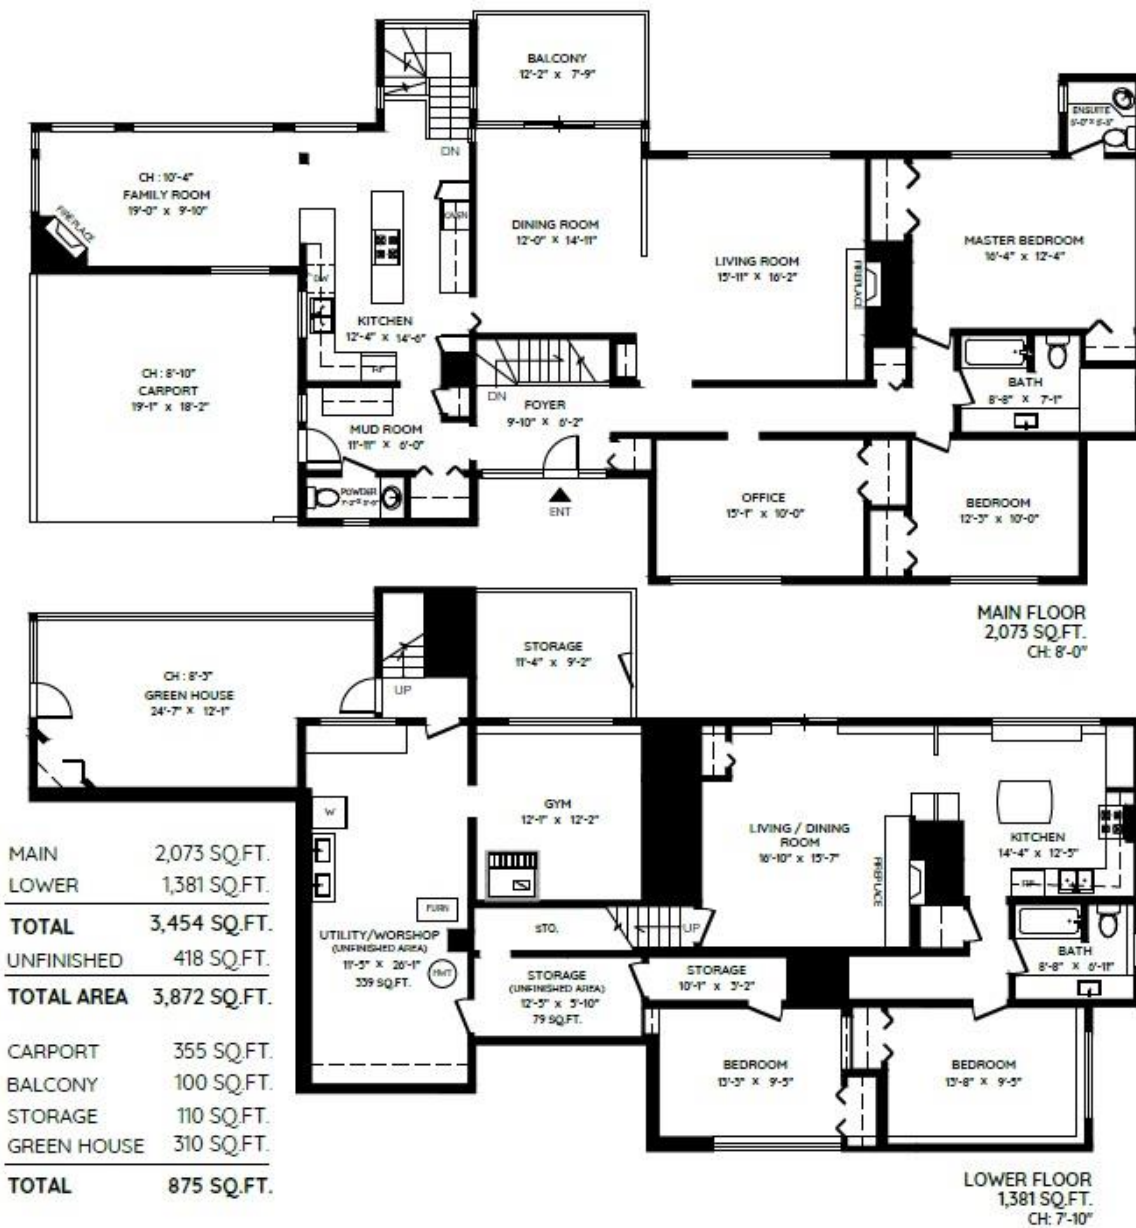 BALCONY
12'-2" x 7'-9"
ENSUITE
DN
CH : 10'-4"
FAMILY ROOM
19'-0" x 9'-10"
FIREPLACE
OVEN
DINING ROOM
12'-0" x 14'-11"
LIVING ROOM
15'-11" x 16'-2"
FIREPLACE
MASTER BEDROOM
16'-4" x 12'-4"
DW
KITCHEN
12'-4" x 14'-6"
CH : 8'-10"
CARPORT
19'-1" x 18'-2"
DN
FOYER
9'-10" x 6'-2"
BATH
8'-8" x 7'-1"
MUD ROOM
11'-11" x 6'-0"
POWDER
ENT
OFFICE
15'-1" x 10'-0"
BEDROOM
12'-3" x 10'-0"
MAIN FLOOR
2,073 SQ.FT.
CH: 8'-0"
STORAGE
11'-4" x 9'-2"
CH : 8'-3"
GREEN HOUSE
24'-7" x 12'-1"
UP
GYM
12'-1" x 12'-2"
W
LIVING / DINING
ROOM
16'-10" x 15'-7"
FIREPLACE
KITCHEN
14'-4" x 12'-5"
FURN
UTILITY/WORSHOP
(UNFINISHED AREA)
11'-5" x 26'-1"
339 SQ.FT.
HWT
STO.
UP
STORAGE
(UNFINISHED AREA)
12'-5" x 5'-10"
79 SQ.FT.
STORAGE
10'-1" x 3'-2"
BATH
8'-8" x 6'-11"
BEDROOM
13'-3" x 9'-5"
BEDROOM
13'-8" x 9'-5"
LOWER FLOOR
1,381 SQ.FT.
CH: 7'-10"
MAIN 2,073 SQ.FT.
LOWER 1,381 SQ.FT.
TOTAL 3,454 SQ.FT.
UNFINISHED 418 SQ.FT.
TOTAL AREA 3,872 SQ.FT.
CARPORT 355 SQ.FT.
BALCONY 100 SQ.FT.
STORAGE 110 SQ.FT.
GREEN HOUSE 310 SQ.FT.
TOTAL 875 SQ.FT.